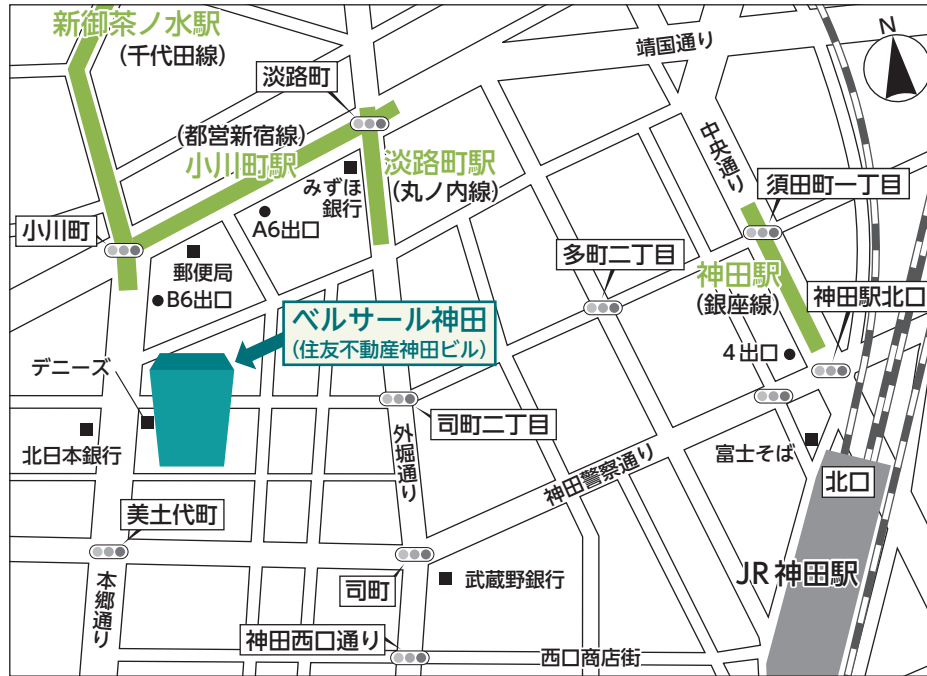 新御茶ノ水駅
(千代田線)
靖国通り
N
淡路町
(都営新宿線)
小川町駅
淡路町駅
(丸ノ内線)
みずほ
銀行
中央通り
須田町一丁目
A6出口
小川町
郵便局
B6出口
多町二丁目
神田駅
(銀座線)
神田駅北口
ベルサール神田
(住友不動産神田ビル)
4出口
デニーズ
司町二丁目
北日本銀行
外堀通り
神田警察通り
富士そば
北口
美土代町
JR神田駅
本郷通り
司町
武蔵野銀行
神田西口通り
西口商店街